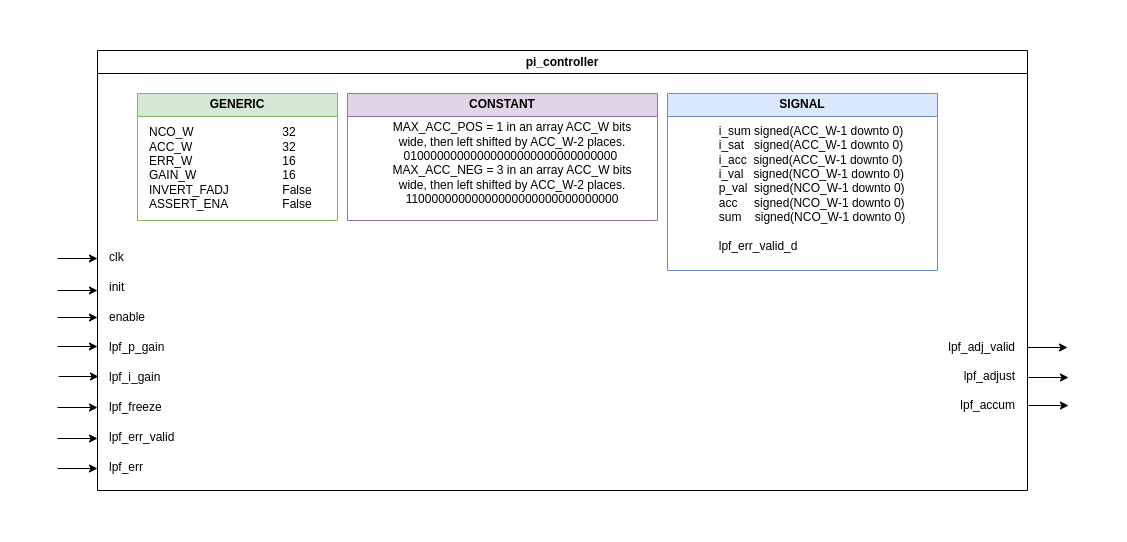 pi_controller
GENERIC
NCO_W 32
ACC_W 32
ERR_W 16
GAIN_W 16
INVERT_FADJ False
ASSERT_ENA False
CONSTANT
MAX_ACC_POS = 1 in an array ACC_W bits
wide, then left shifted by ACC_W-2 places.
01000000000000000000000000000000
MAX_ACC_NEG = 3 in an array ACC_W bits
wide, then left shifted by ACC_W-2 places.
11000000000000000000000000000000
SIGNAL
i_sum signed(ACC_W-1 downto 0)
i_sat signed(ACC_W-1 downto 0)
i_acc signed(ACC_W-1 downto 0)
i_val signed(NCO_W-1 downto 0)
p_val signed(NCO_W-1 downto 0)
acc signed(NCO_W-1 downto 0)
sum signed(NCO_W-1 downto 0)
lpf_err_valid_d
clk
init
enable
lpf_p_gain
lpf_i_gain
lpf_freeze
lpf_err_valid
lpf_err
lpf_adj_valid
lpf_adjust
lpf_accum